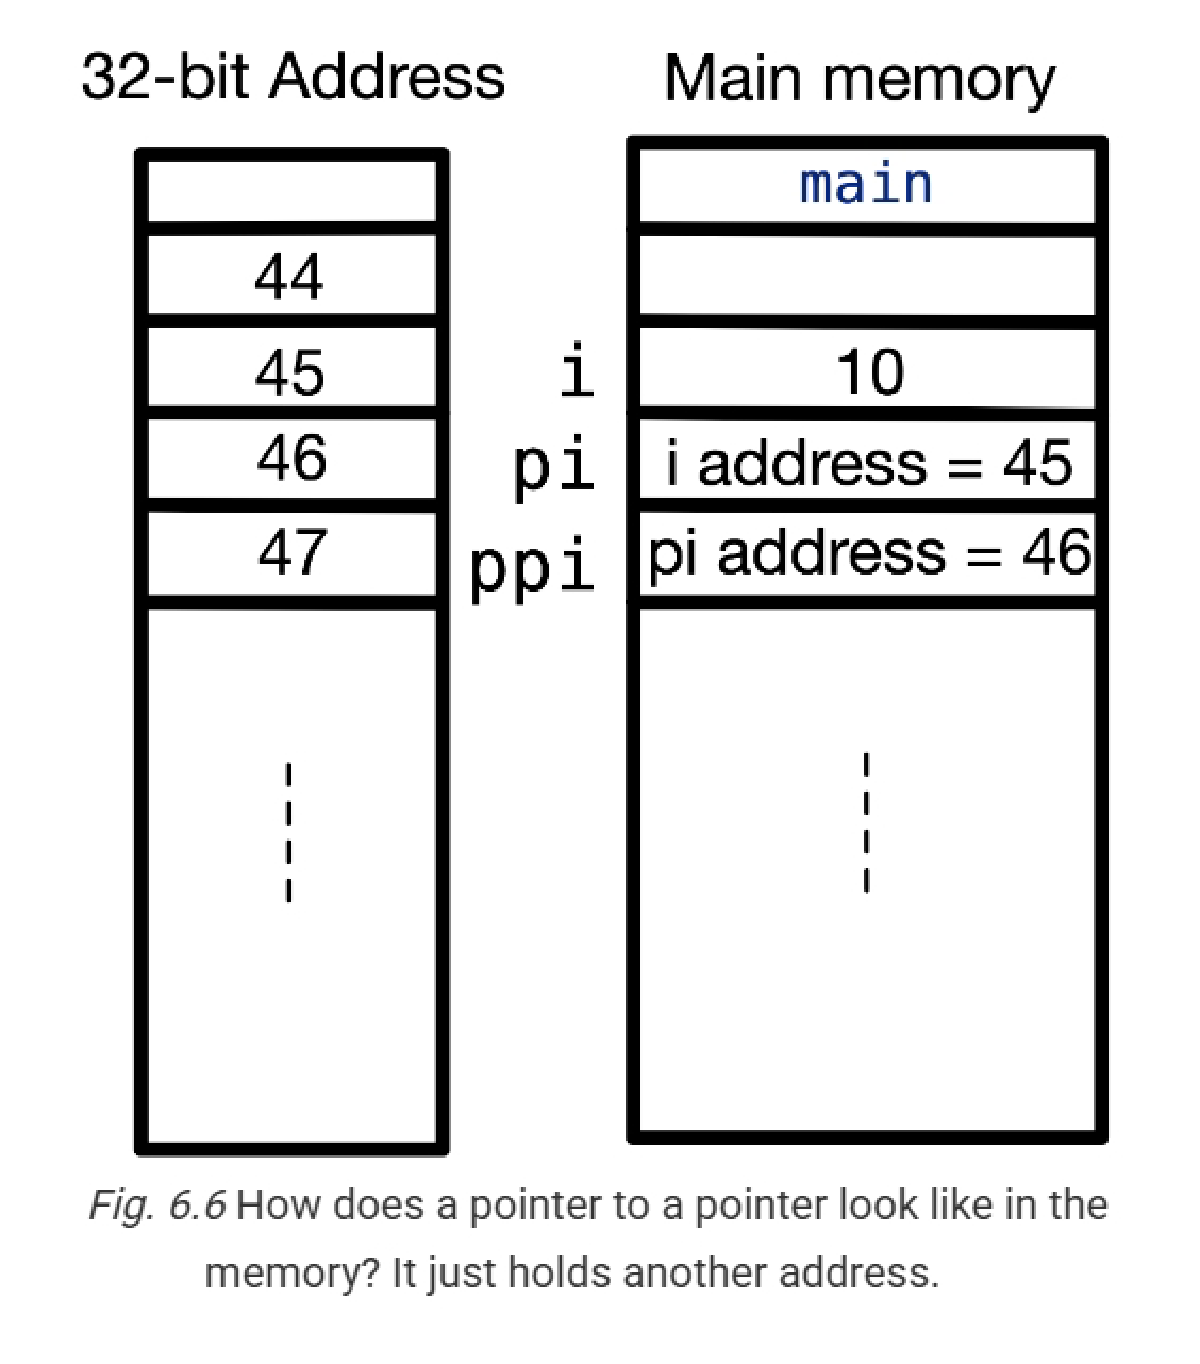 32-bit Address Main memory
main
44
45 i 10
46 pi i address = 45
47 ppi pi address = 46
Fig. 6.6 How does a pointer to a pointer look like in the
memory? It just holds another address.